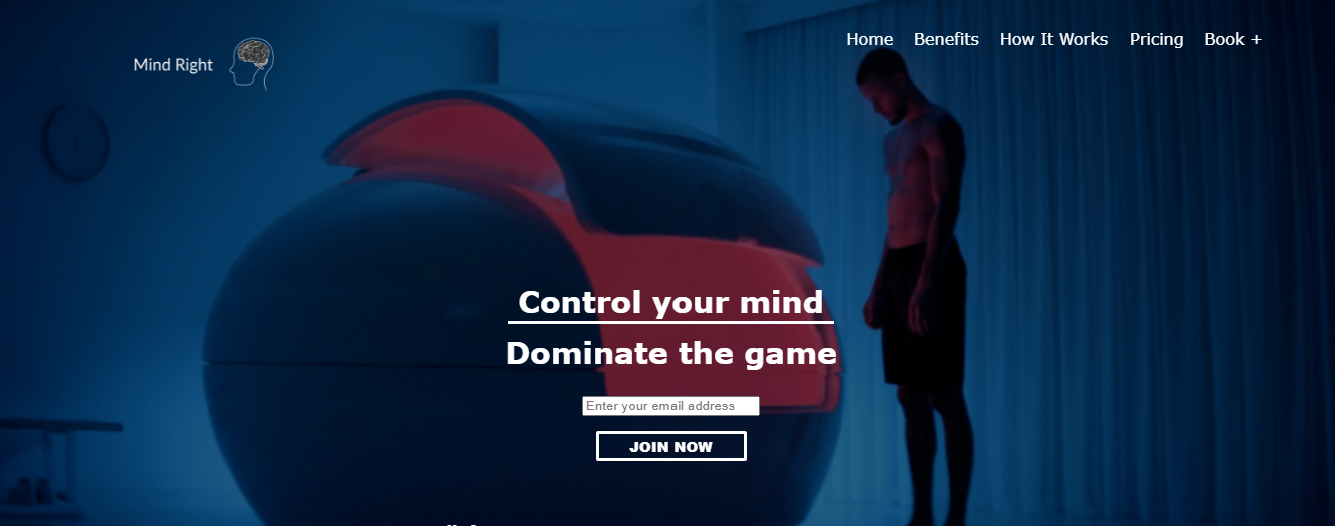 Home Benefits How It Works Pricing Book +
Mind Right
Control your mind
Dominate the game
Enter your email address
JOIN NOW